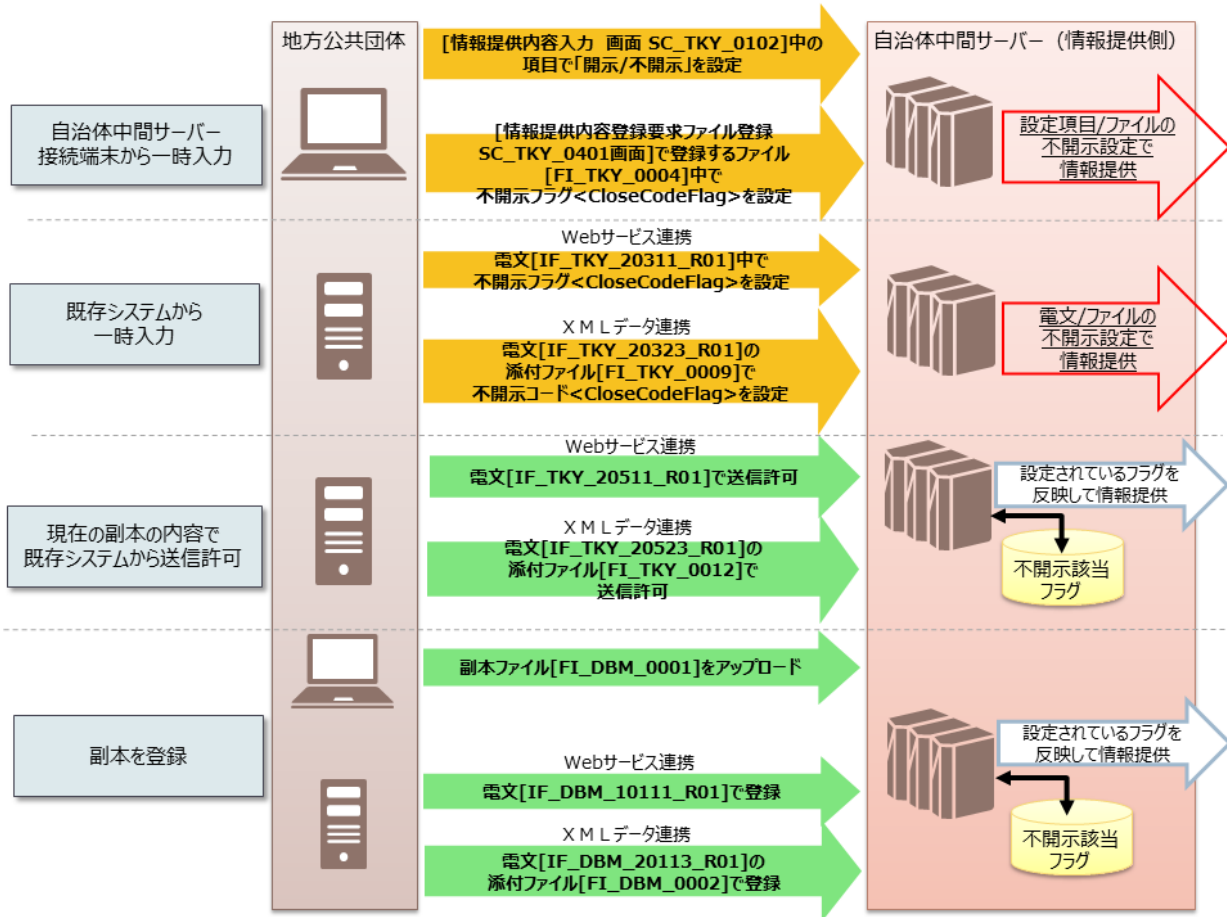 地方公共団体
自治体中間サーバー（情報提供側）
自治体中間サーバー
接続端末から一時入力
[情報提供内容入力 画面 SC_TKY_0102]中の
項目で「開示/不開示」を設定
[情報提供内容登録要求ファイル登録
SC_TKY_0401画面]で登録するファイル
[FI_TKY_0004]中で
不開示フラグ<CloseCodeFlag>を設定
設定項目/ファイルの
不開示設定で
情報提供
既存システムから
一時入力
Webサービス連携
電文[IF_TKY_20311_R01]中で
不開示フラグ<CloseCodeFlag>を設定
ＸＭＬデータ連携
電文[IF_TKY_20323_R01]の
添付ファイル[FI_TKY_0009]で
不開示コード<CloseCodeFlag>を設定
電文/ファイルの
不開示設定で
情報提供
現在の副本の内容で
既存システムから送信許可
Webサービス連携
電文[IF_TKY_20511_R01]で送信許可
ＸＭＬデータ連携
電文[IF_TKY_20523_R01]の
添付ファイル[FI_TKY_0012]で
送信許可
設定されているフラグを
反映して情報提供
不開示該当
フラグ
副本を登録
副本ファイル[FI_DBM_0001]をアップロード
Webサービス連携
電文[IF_DBM_10111_R01]で登録
ＸＭＬデータ連携
電文[IF_DBM_20113_R01]の
添付ファイル[FI_DBM_0002]で登録
設定されているフラグを
反映して情報提供
不開示該当
フラグ